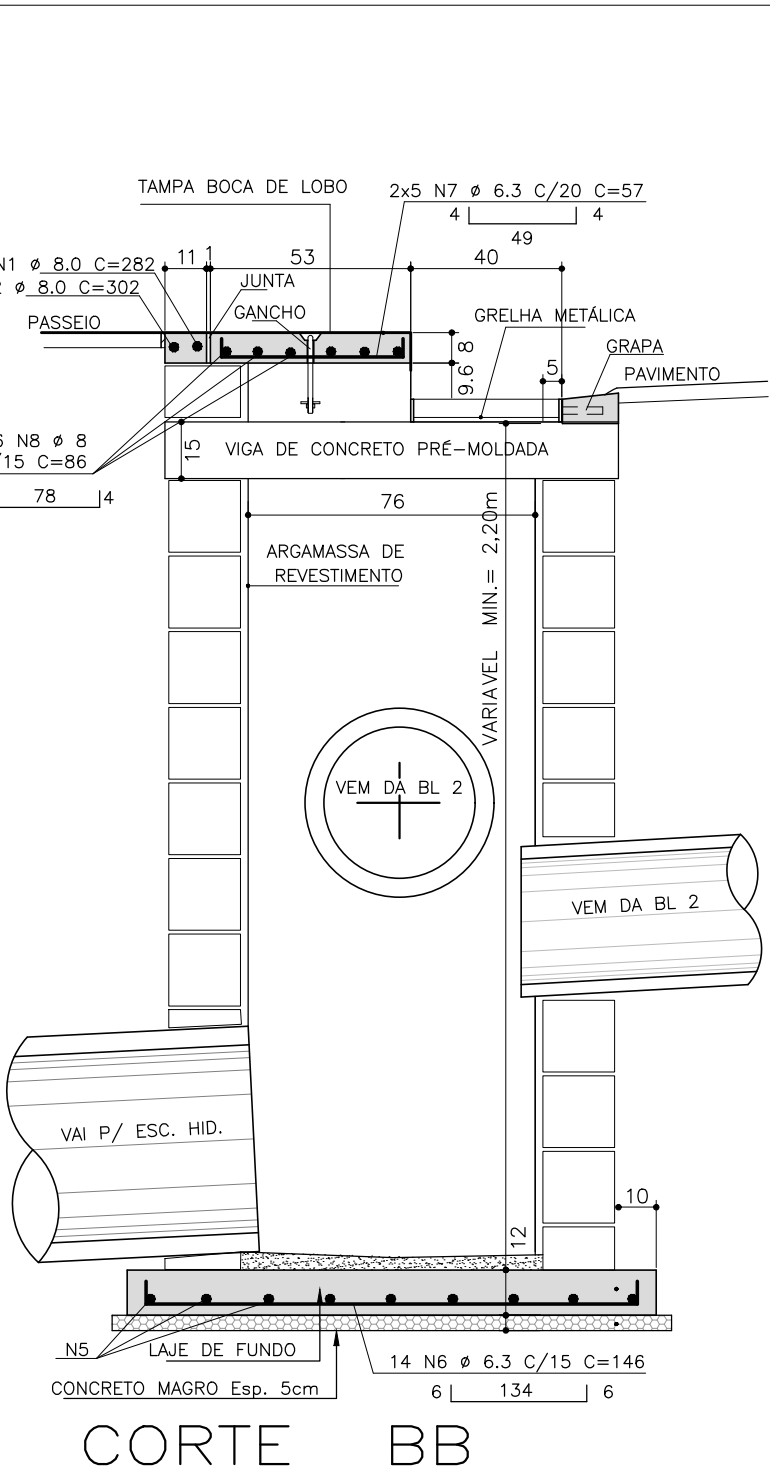 TAMPA BOCA DE LOBO
2x5 N7 ø 6.3 C/20 C=57
4 4
49
N1 ø 8.0 C=282
11 1 53 40
2 ø 8.0 C=302
JUNTA
PASSEIO
GANCHO
GRELHA METÁLICA
8
9.6
5
GRAPA
PAVIMENTO
6 N8 ø 8
/15 C=86
78 4
15
VIGA DE CONCRETO PRÉ-MOLDADA
76
ARGAMASSA DE
REVESTIMENTO
VARIAVEL MIN.= 2,20m
VEM DA BL 2
VEM DA BL 2
VAI P/ ESC. HID.
10
12
N5
LAJE DE FUNDO
14 N6 ø 6.3 C/15 C=146
CONCRETO MAGRO Esp. 5cm
6 134 6
CORTE BB